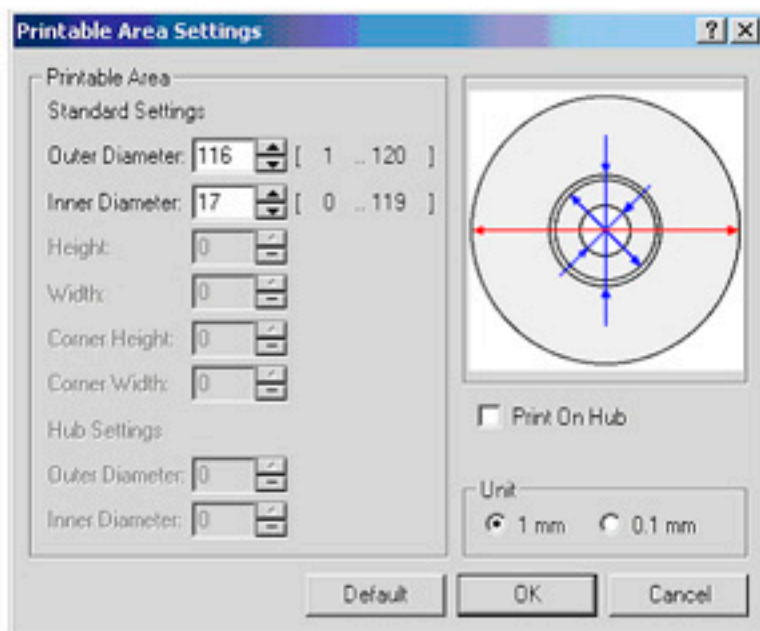 Printable Area Settings
Printable Area
Standard Settings
Outer Diameter: 116 [ 1 .. 120 ]
Inner Diameter: 17 [ 0 .. 119 ]
Height: 0
Width: 0
Corner Height: 0
Corner Width: 0
Hub Settings
Outer Diameter: 0
Inner Diameter: 0
Print On Hub
Unit
1 mm 0.1 mm
Default OK Cancel